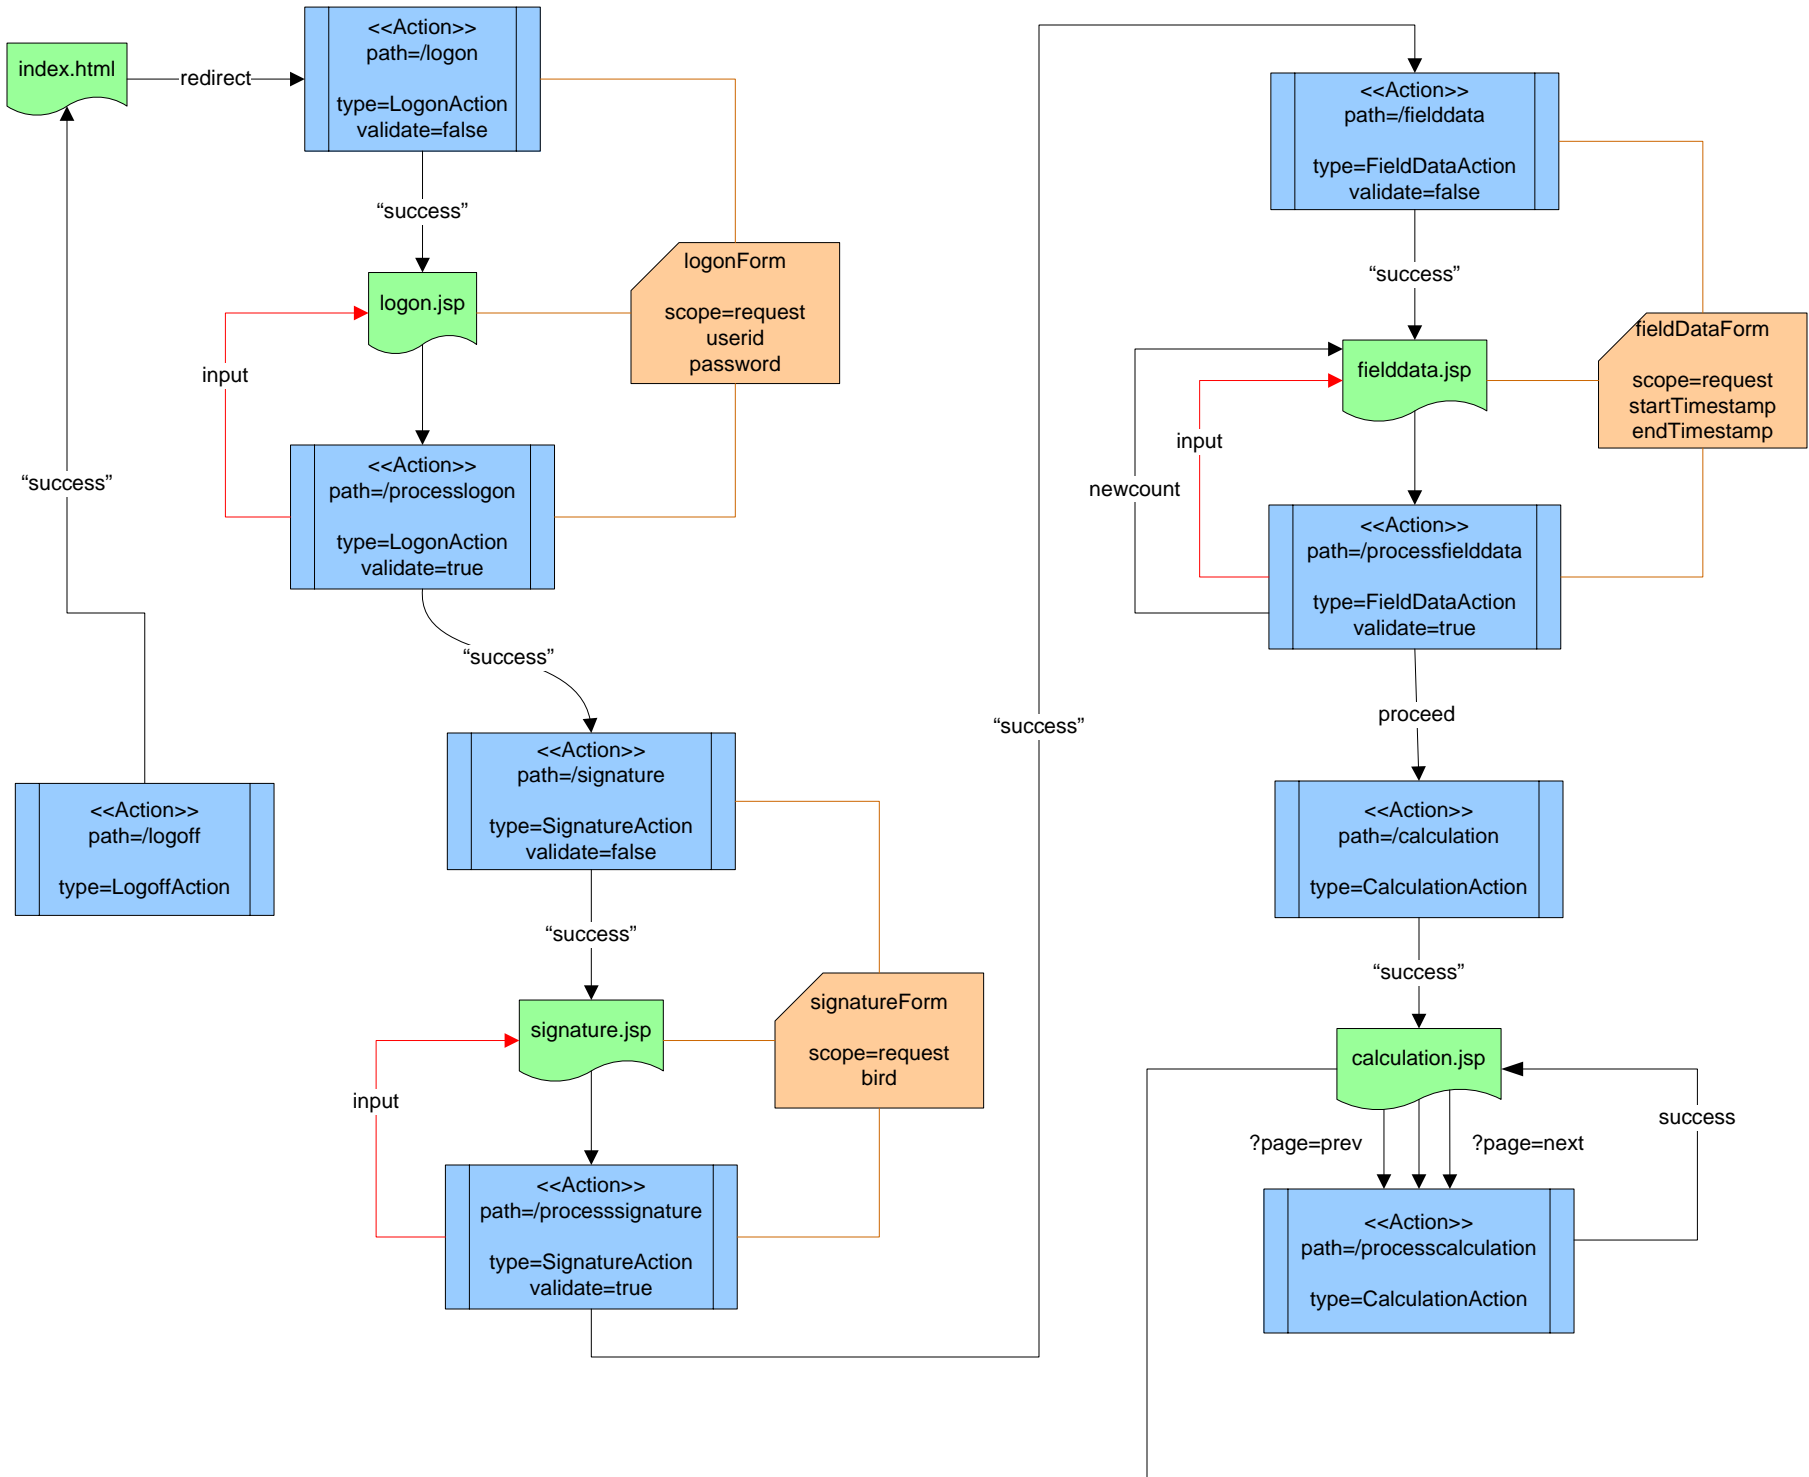 index.html
redirect
<<Action>>
path=/logon
type=LogonAction
validate=false
“success”
logon.jsp
logonForm
scope=request
userid
password
input
<<Action>>
path=/processlogon
type=LogonAction
validate=true
“success”
“success”
<<Action>>
path=/logoff
type=LogoffAction
<<Action>>
path=/signature
type=SignatureAction
validate=false
“success”
signature.jsp
signatureForm
scope=request
bird
input
<<Action>>
path=/processsignature
type=SignatureAction
validate=true
“success”
<<Action>>
path=/fielddata
type=FieldDataAction
validate=false
“success”
fielddata.jsp
fieldDataForm
scope=request
startTimestamp
endTimestamp
input
newcount
<<Action>>
path=/processfielddata
type=FieldDataAction
validate=true
proceed
<<Action>>
path=/calculation
type=CalculationAction
“success”
calculation.jsp
success
?page=prev
?page=next
<<Action>>
path=/processcalculation
type=CalculationAction